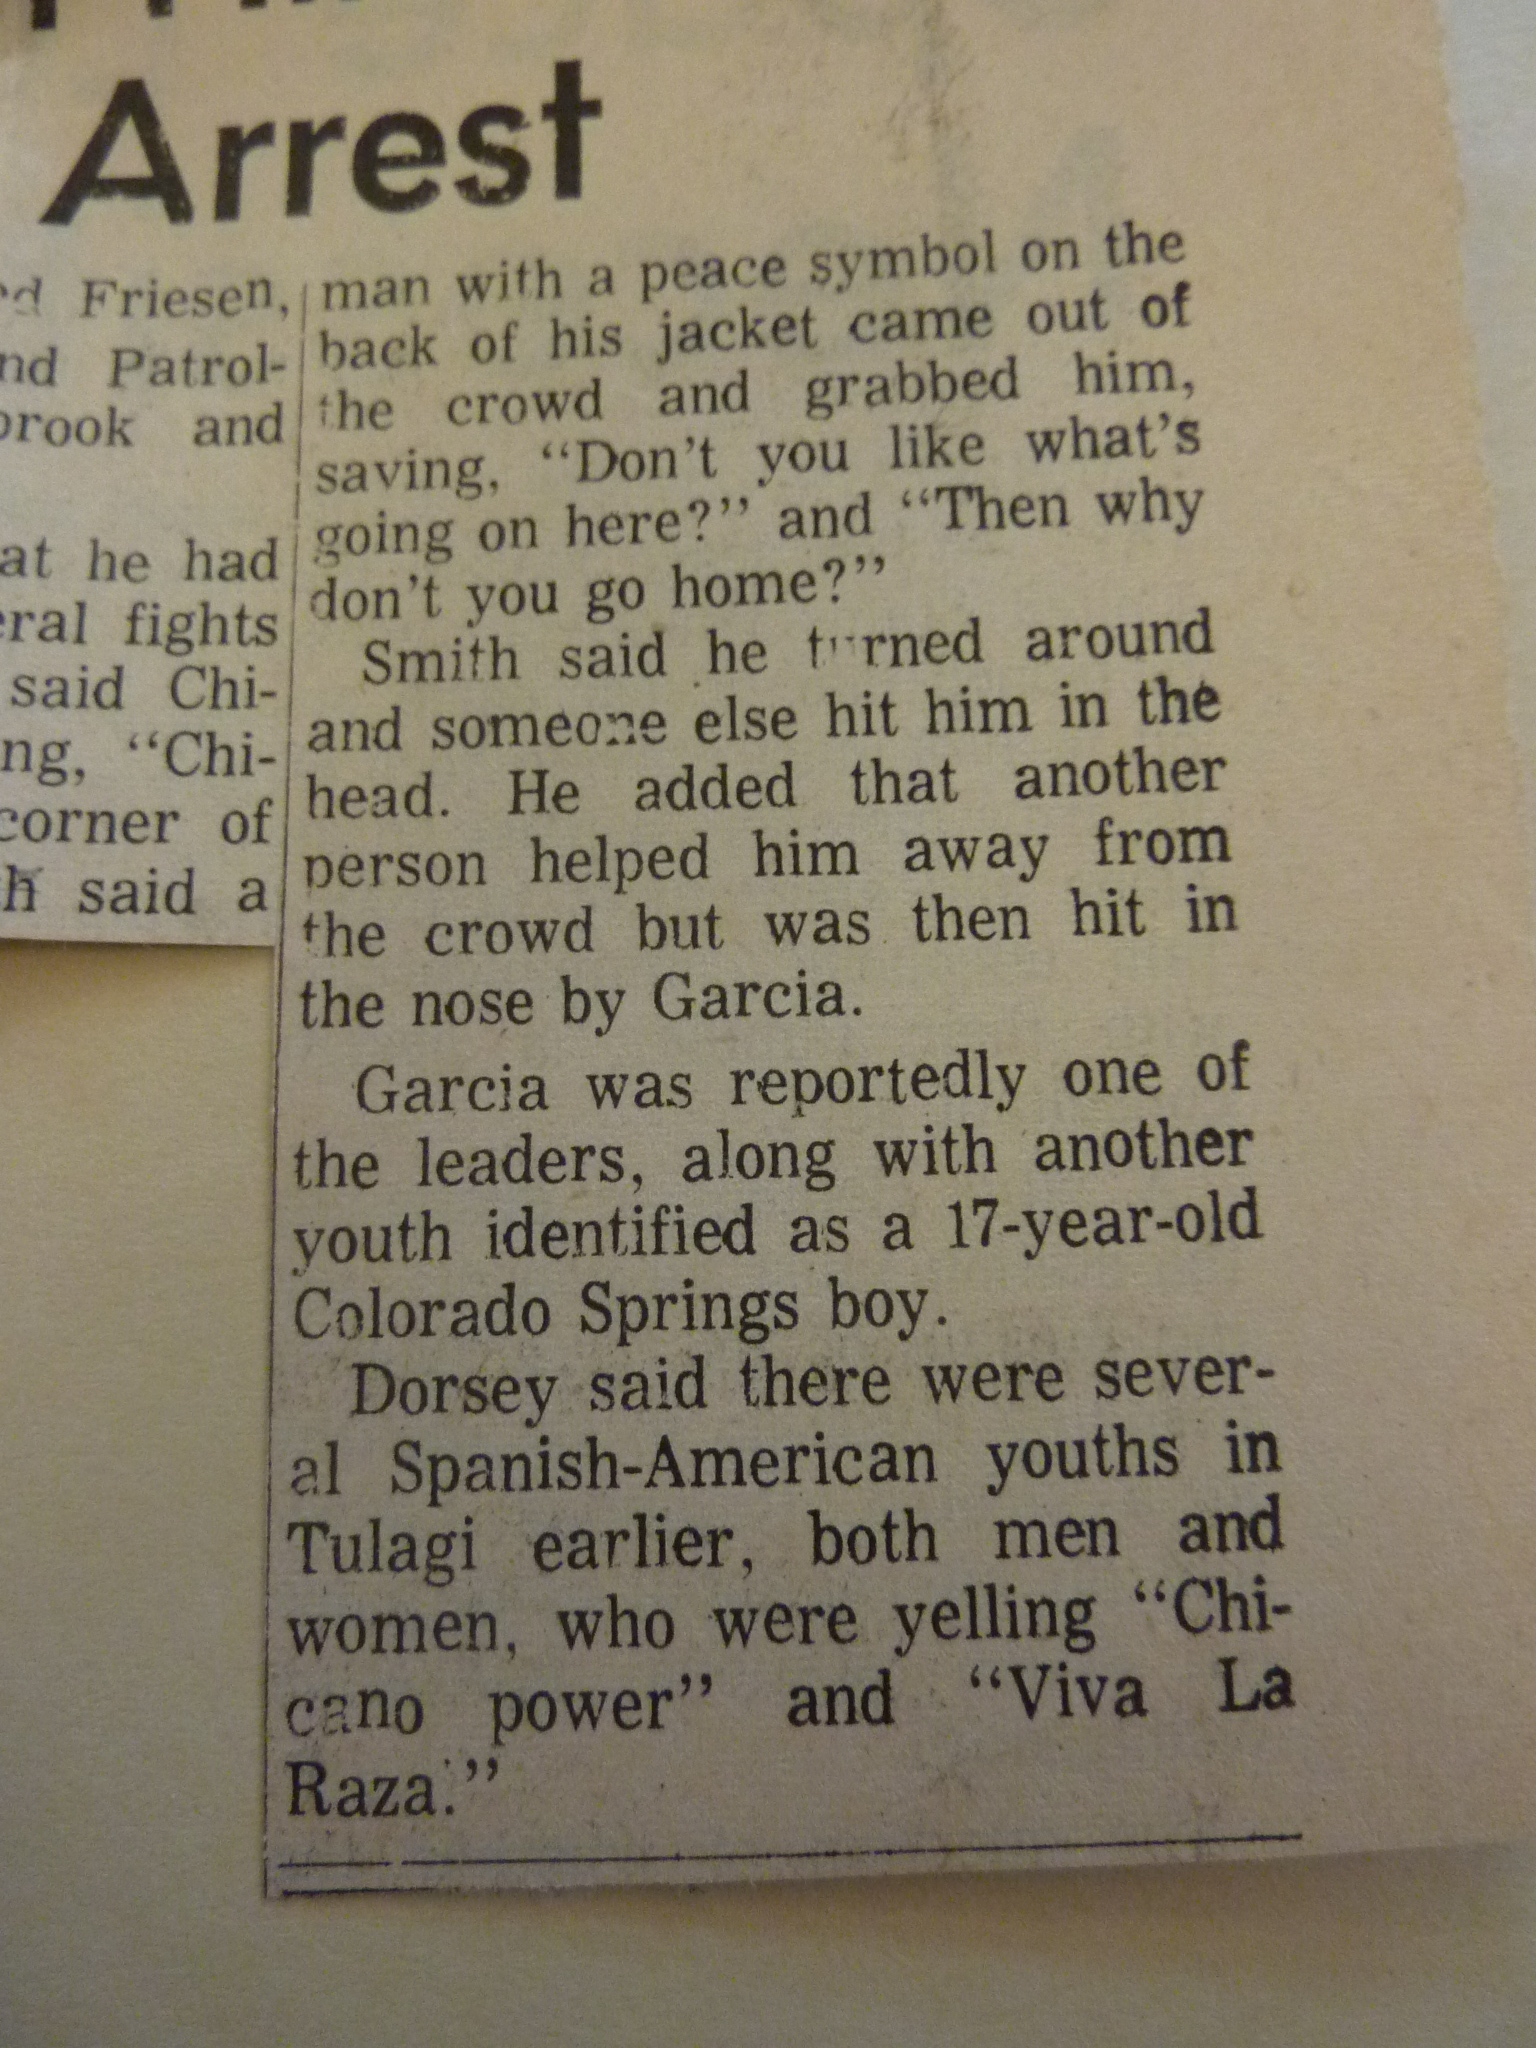 Arrest
Friesen,
nd Patrol-
brook and
at he had
eral fights
said Chi-
ng, "Chi-
corner of
h said a
man with a peace symbol on the
back of his jacket came out of
the crowd and grabbed him,
saying, "Don't you like what's
going on here?" and "Then why
don't you go home?"
Smith said he turned around
and someone else hit him in the
head. He added that another
person helped him away from
the crowd but was then hit in
the nose by Garcia.
Garcia was reportedly one of
the leaders, along with another
youth identified as a 17-year-old
Colorado Springs boy.
Dorsey said there were sever-
al Spanish-American youths in
Tulagi earlier, both men and
women, who were yelling "Chi-
cano power" and "Viva La
Raza."